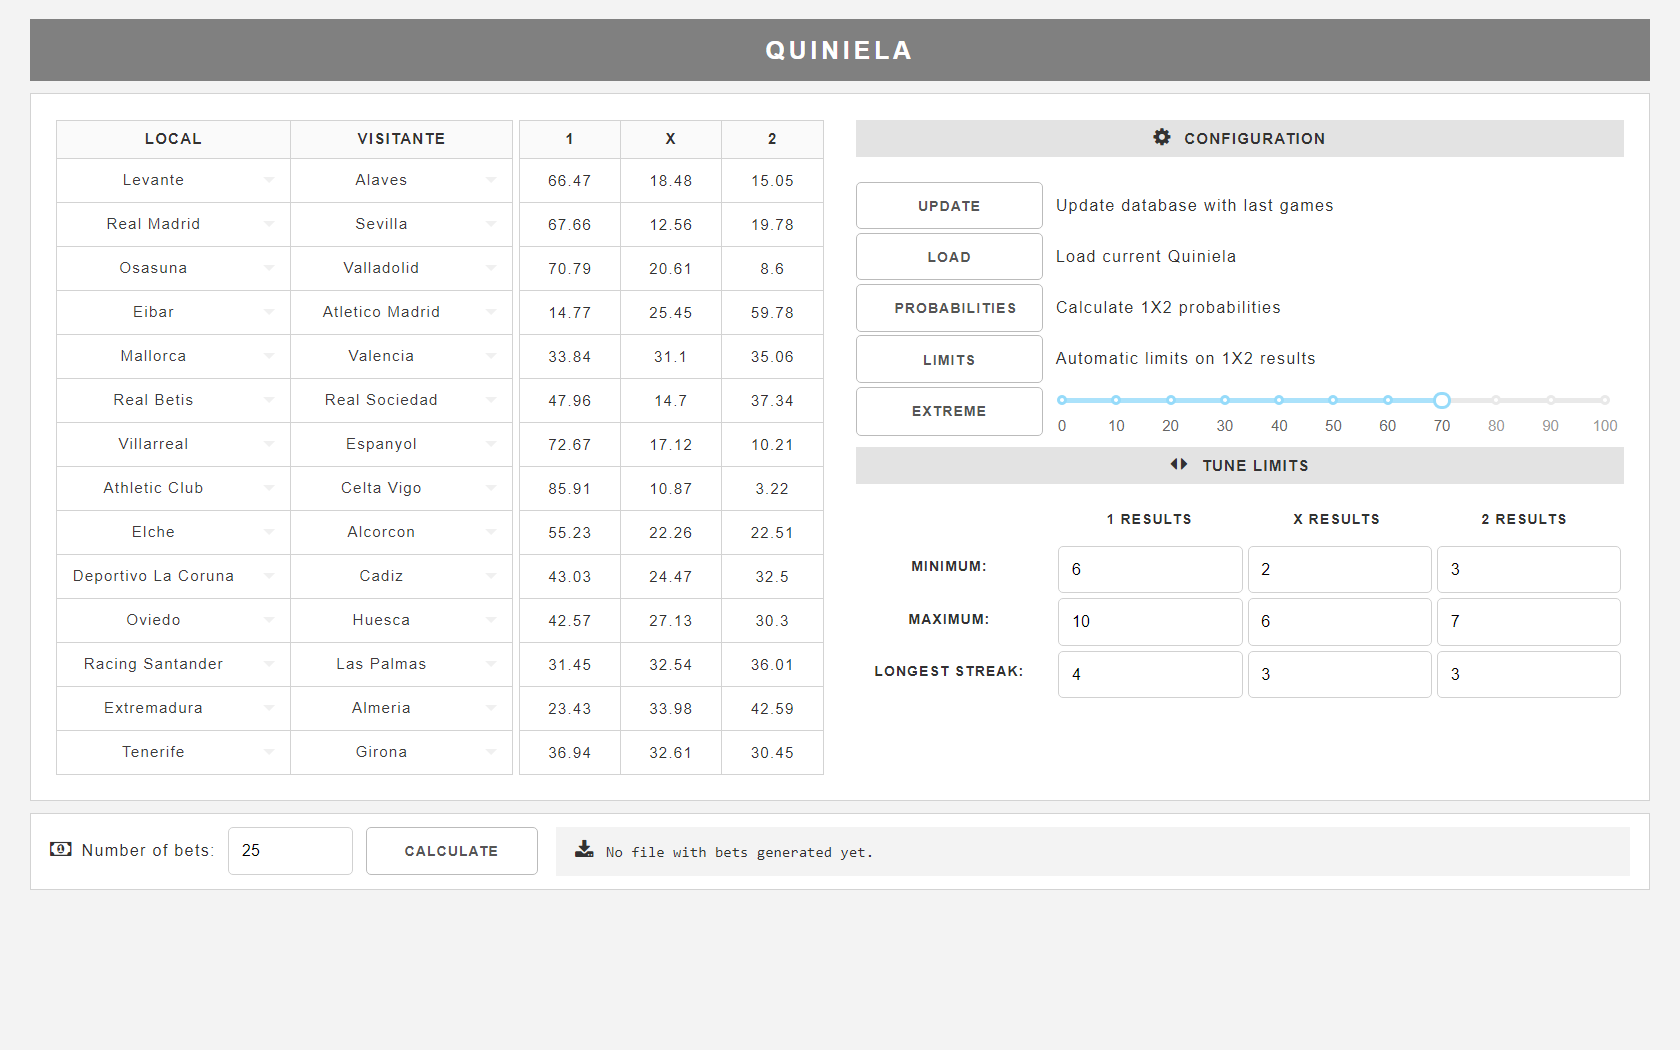 QUINIELA
LOCAL VISITANTE 1 X 2
Levante Alaves 66.47 18.48 15.05
Real Madrid Sevilla 67.66 12.56 19.78
Osasuna Valladolid 70.79 20.61 8.6
Eibar Atletico Madrid 14.77 25.45 59.78
Mallorca Valencia 33.84 31.1 35.06
Real Betis Real Sociedad 47.96 14.7 37.34
Villarreal Espanyol 72.67 17.12 10.21
Athletic Club Celta Vigo 85.91 10.87 3.22
Elche Alcorcon 55.23 22.26 22.51
Deportivo La Coruna Cadiz 43.03 24.47 32.5
Oviedo Huesca 42.57 27.13 30.3
Racing Santander Las Palmas 31.45 32.54 36.01
Extremadura Almeria 23.43 33.98 42.59
Tenerife Girona 36.94 32.61 30.45
CONFIGURATION
UPDATE Update database with last games
LOAD Load current Quiniela
PROBABILITIES Calculate 1X2 probabilities
LIMITS Automatic limits on 1X2 results
EXTREME 0 10 20 30 40 50 60 70 80 90 100
TUNE LIMITS
1 RESULTS X RESULTS 2 RESULTS
MINIMUM: 6 2 3
MAXIMUM: 10 6 7
LONGEST STREAK: 4 3 3
Number of bets: 25 CALCULATE No file with bets generated yet.